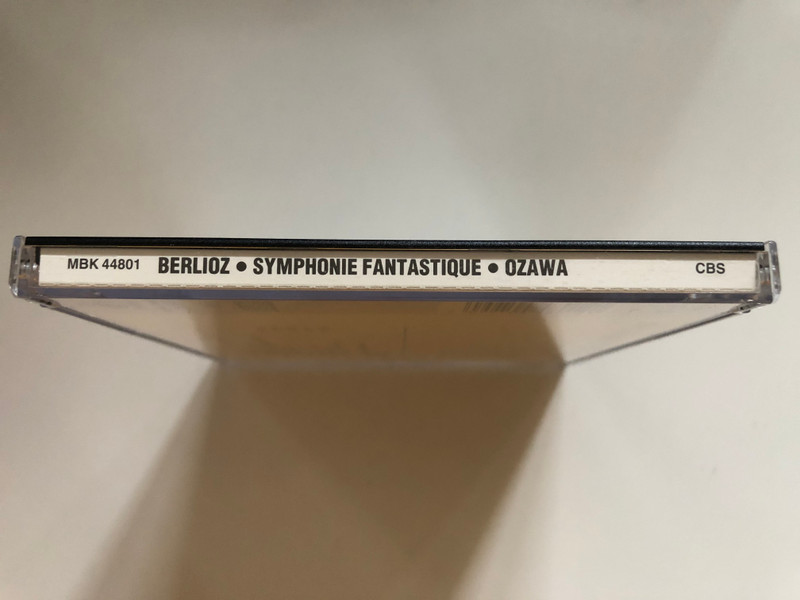 MBK 44801 BERLIOZ • SYMPHONIE FANTASTIQUE • OZAWA CBS